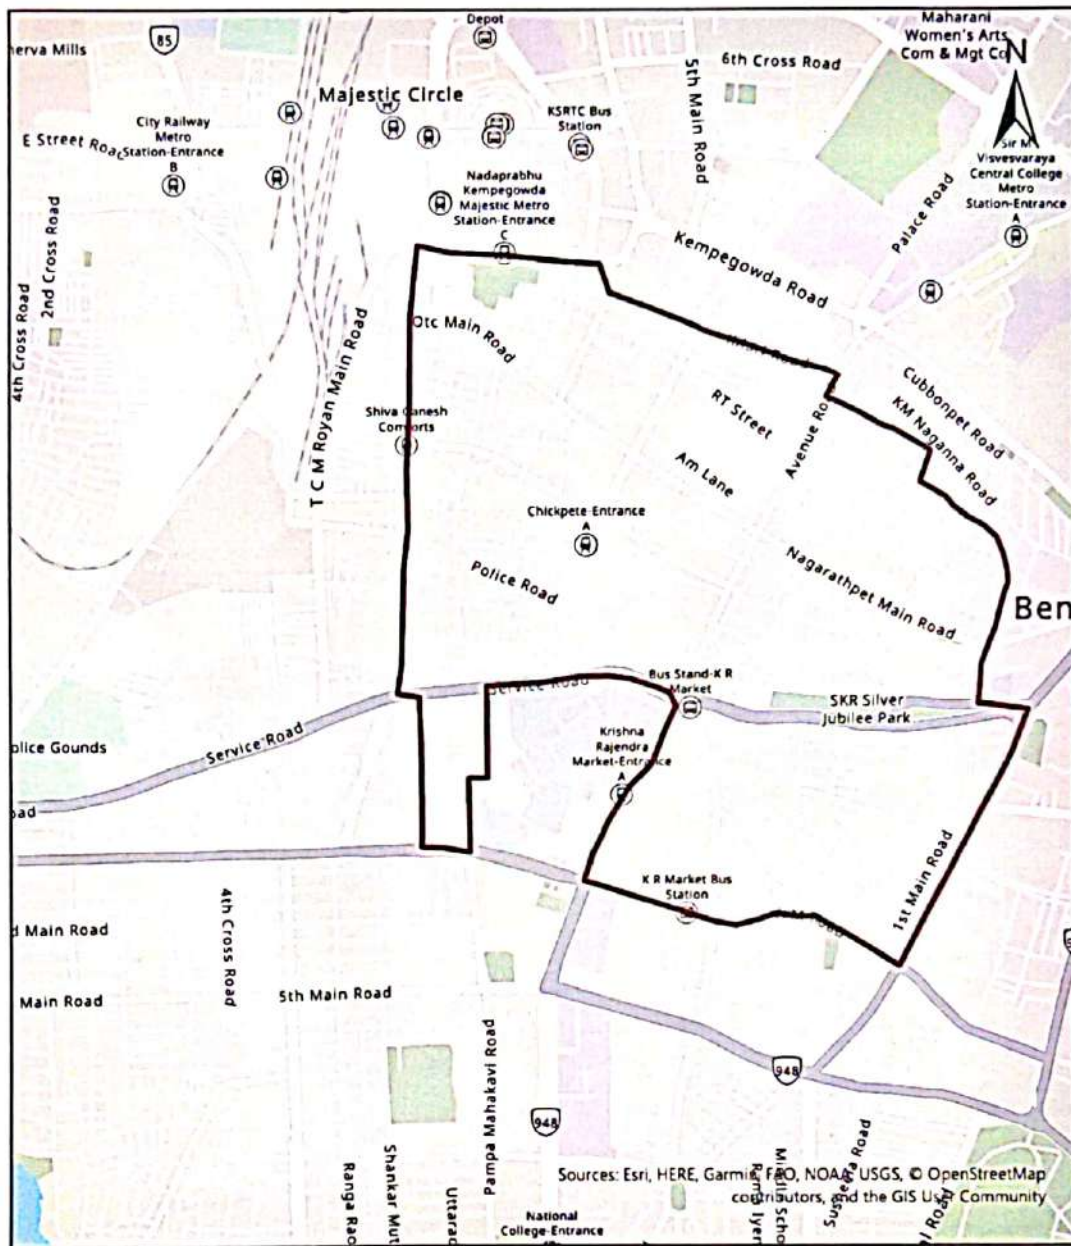 Depot
Maharani
Women's Arts
Com & Mgt Co
N
erva Mills
85
6th Cross Road
5th Main Road
Majestic Circle
KSRTC Bus
Station
City Railway
Metro
Station-Entrance
B
E Street Road
Sir M
Visvesvaraya
Central College
Metro
Station-Entrance
A
Nadaprabhu
Kempegowda
Majestic Metro
Station-Entrance
C
Palace Road
2nd Cross Road
Kempegowda Road
4th Cross Road
Otc Main Road
T C M Royan Main Road
Road
Cubbonpet Road
KM Naganna Road
RT Street
Avenue Ro
Shiva Ganesh
Comforts
Am Lane
Chickpete-Entrance
A
Police Road
Nagarathpet Main Road
Ben
Service Road
Bus Stand-K R
Market
SKR Silver
Jubilee Park
Krishna
Rajendra
Market-Entrance
A
olice Gounds
Service Road
oad
K R Market Bus
Station
1st Main Road
4th Cross Road
d Main Road
Main Road
5th Main Road
Pampa Mahakavi Road
948
948
Shankar Mut
Ranga Rao
Uttarad
National
College-Entrance
Sources: Esri, HERE, Garmin, FAO, NOAA, USGS, © OpenStreetMap
contributors, and the GIS User Community